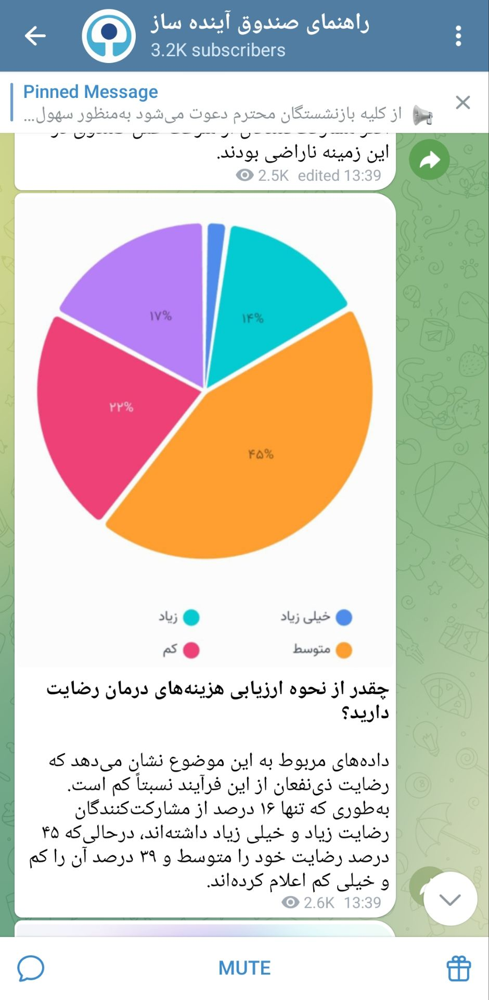 راهنمای صندوق آینده ساز
3.2K subscribers
Pinned Message
از کلیه بازنشستگان محترم دعوت می‌شود به‌منظور سهول...
این زمینه ناراضی بودند.
2.5K edited 13:39
۱۷%
۱۴%
۲۲%
۴۵%
خیلی زیاد
زیاد
متوسط
کم
چقدر از نحوه ارزیابی هزینه‌های درمان رضایت
دارید؟
داده‌های مربوط به این موضوع نشان می‌دهد که
رضایت ذی‌نفعان از این فرآیند نسبتاً کم است.
به‌طوری که تنها ۱۶ درصد از مشارکت‌کنندگان
رضایت زیاد و خیلی زیاد داشته‌اند، درحالی‌که ۴۵
درصد رضایت خود را متوسط و ۳۹ درصد آن را کم
و خیلی کم اعلام کرده‌اند.
2.6K 13:39
MUTE